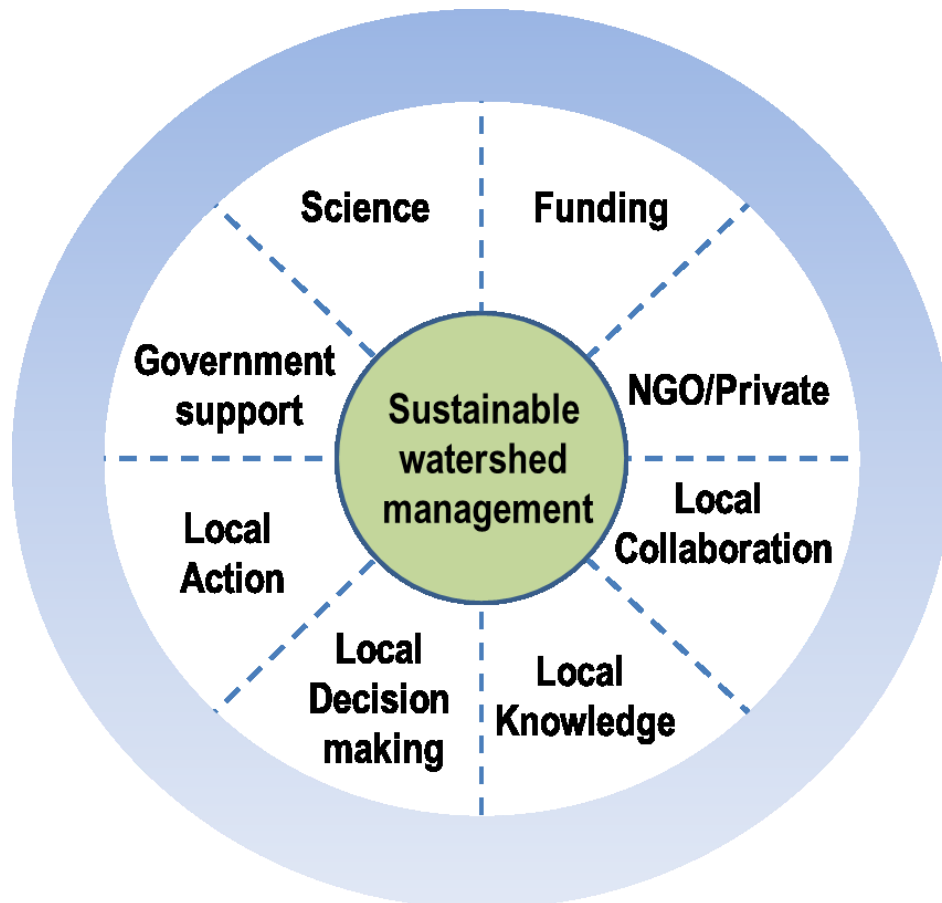 Science
Funding
Government
support
NGO/Private
Sustainable
watershed
management
Local
Collaboration
Local
Action
Local
Decision
making
Local
Knowledge